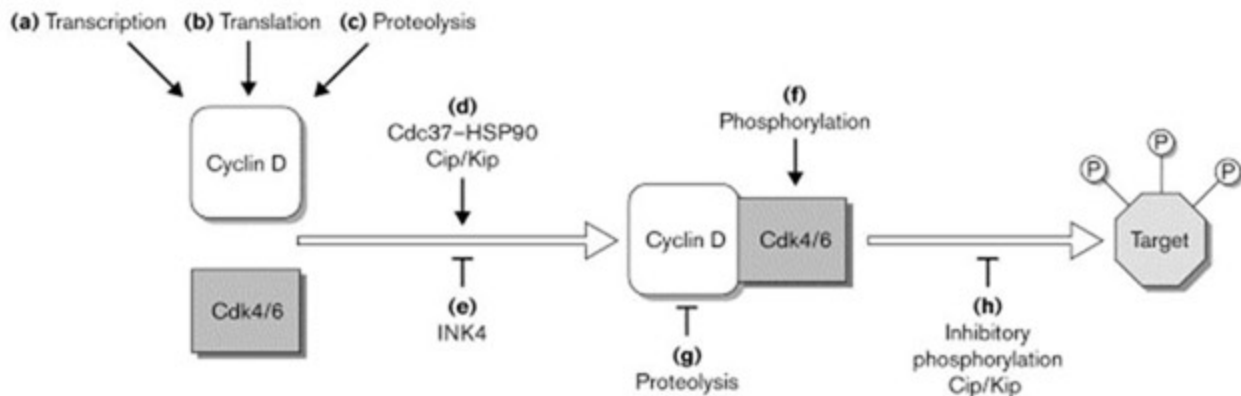 (a) Transcription (b) Translation (c) Proteolysis
Cyclin D
(d)
Cdc37–HSP90
Cip/Kip
(f)
Phosphorylation
P
P
P
Cyclin D
Cdk4/6
Target
Cdk4/6
(e)
INK4
(g)
Proteolysis
(h)
Inhibitory
phosphorylation
Cip/Kip